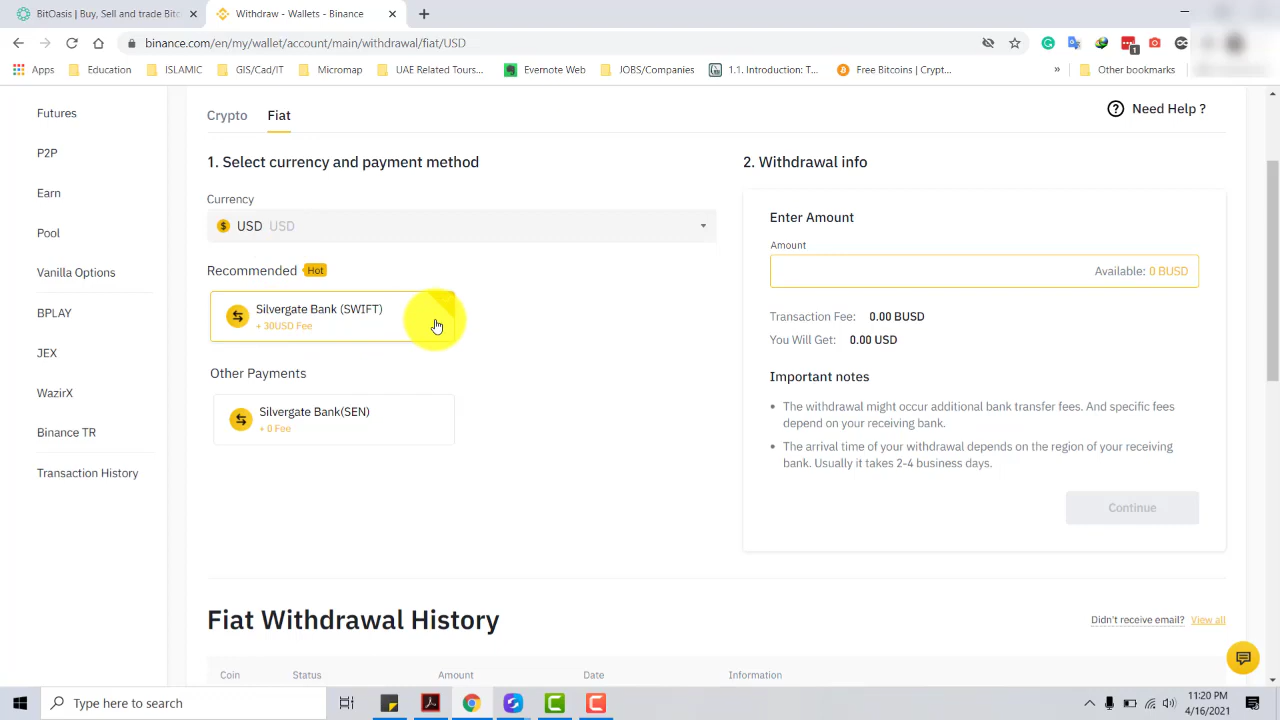 BitOasis | Buy, Sell and trade Bitc
Withdraw - Wallets - Binance
binance.com/en/my/wallet/account/main/withdrawal/fiat/USD
1
Apps
Education
ISLAMIC
GIS/Cad/IT
Micromap
UAE Related Tours...
Evernote Web
JOBS/Companies
1.1. Introduction: T...
Free Bitcoins | Crypt...
»
Other bookmarks
Futures
P2P
Earn
Pool
Vanilla Options
BPLAY
JEX
WazirX
Binance TR
Transaction History
Crypto
Fiat
Need Help ?
1. Select currency and payment method
Currency
USD USD
Recommended Hot
Silvergate Bank (SWIFT)
+ 30USD Fee
Other Payments
Silvergate Bank(SEN)
+ 0 Fee
2. Withdrawal info
Enter Amount
Amount
Available: 0 BUSD
Transaction Fee: 0.00 BUSD
You Will Get: 0.00 USD
Important notes
The withdrawal might occur additional bank transfer fees. And specific fees
depend on your receiving bank.
The arrival time of your withdrawal depends on the region of your receiving
bank. Usually it takes 2-4 business days.
Continue
Fiat Withdrawal History
Didn't receive email? View all
Coin
Status
Amount
Date
Information
Type here to search
11:20 PM
4/16/2021